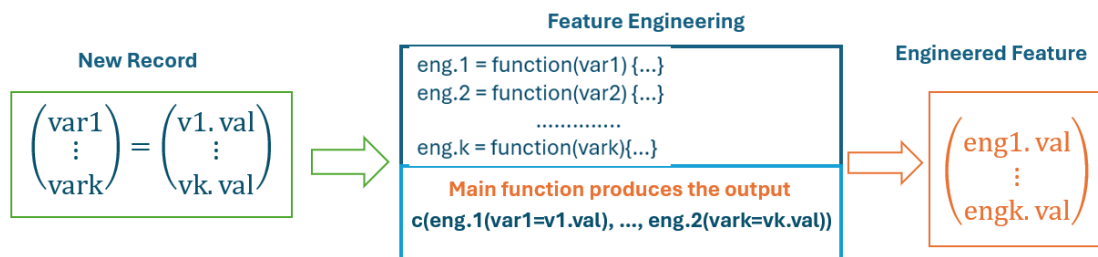 Feature Engineering
New Record
Engineered Feature
var1
⋮
vark
=
v1. val
⋮
vk. val
eng.1 = function(var1) {...}
eng.2 = function(var2) {...}
..............
eng.k = function(vark){...}
Main function produces the output
c(eng.1(var1=v1.val), ..., eng.2(vark=vk.val))
eng1. val
⋮
engk. val